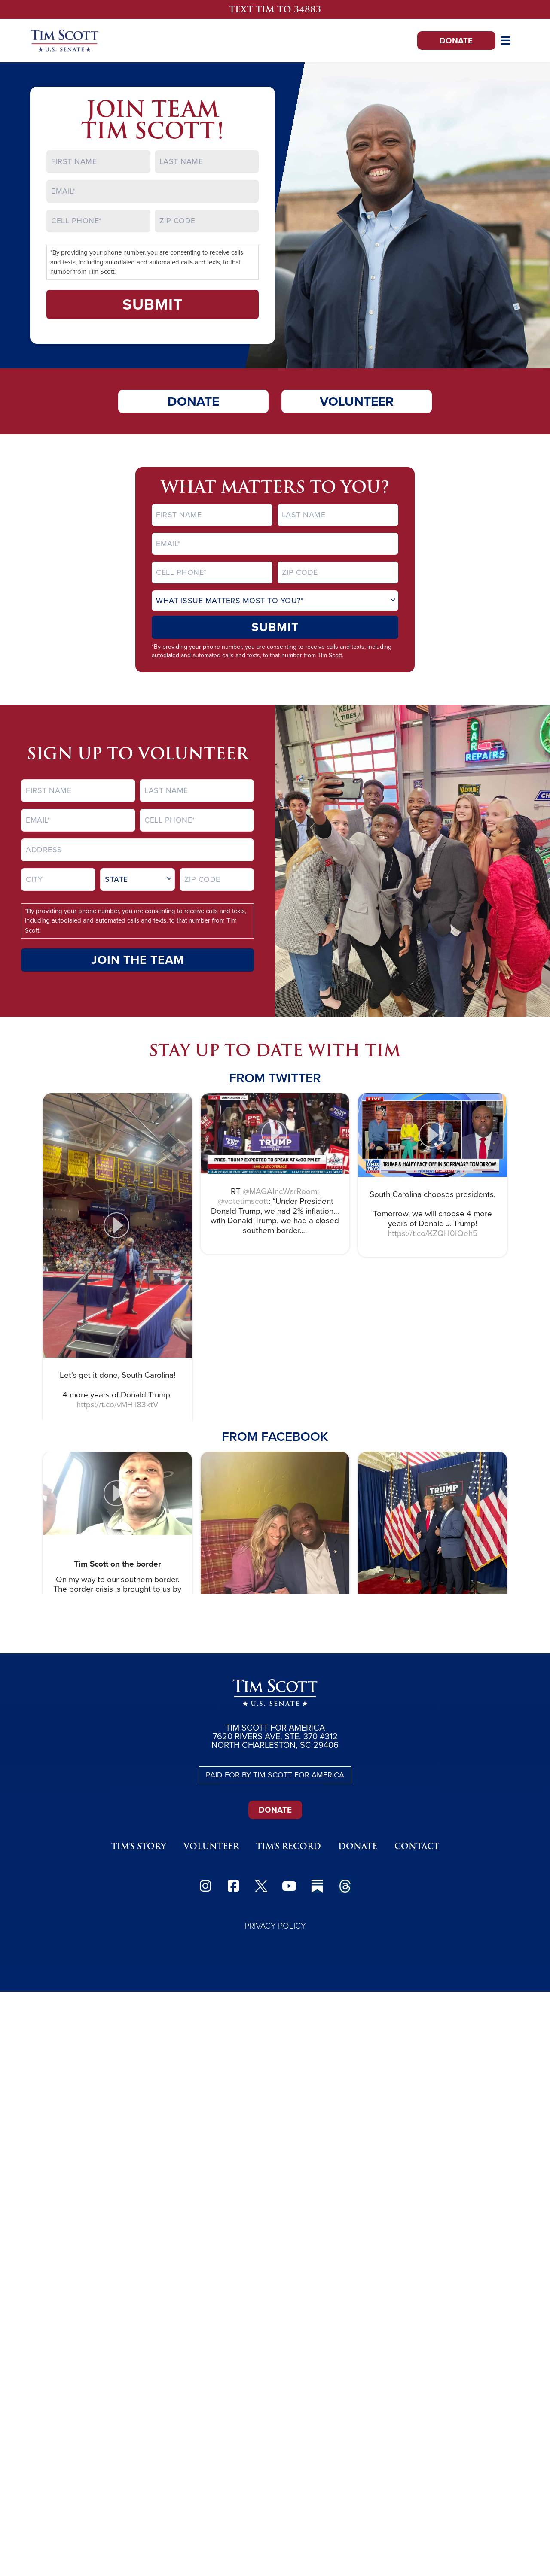 TEXT TIM TO 34883
TIM SCOTT
★ U.S. SENATE ★
DONATE
JOIN TEAM
TIM SCOTT!
FIRST NAME
LAST NAME
EMAIL*
CELL PHONE*
ZIP CODE
*By providing your phone number, you are consenting to receive calls
and texts, including autodialed and automated calls and texts, to that
number from Tim Scott.
SUBMIT
DONATE
VOLUNTEER
WHAT MATTERS TO YOU?
FIRST NAME
LAST NAME
EMAIL*
CELL PHONE*
ZIP CODE
WHAT ISSUE MATTERS MOST TO YOU?*
SUBMIT
*By providing your phone number, you are consenting to receive calls and texts, including
autodialed and automated calls and texts, to that number from Tim Scott.
SIGN UP TO VOLUNTEER
FIRST NAME
LAST NAME
EMAIL*
CELL PHONE*
ADDRESS
CITY
STATE
ZIP CODE
*By providing your phone number, you are consenting to receive calls and texts,
including autodialed and automated calls and texts, to that number from Tim
Scott.
JOIN THE TEAM
KELLY
TIRES
CAR
REPAIRS
VALVOLINE
STAY UP TO DATE WITH TIM
FROM TWITTER
TRUMP
PRES. TRUMP EXPECTED TO SPEAK AT 4:00 PM ET
LIVE
TRUMP & HALEY FACE OFF IN SC PRIMARY TOMORROW
Let's get it done, South Carolina!
4 more years of Donald Trump.
https://t.co/vMHli83ktV
RT @MAGAIncWarRoom:
.@votetimscott: "Under President
Donald Trump, we had 2% inflation...
with Donald Trump, we had a closed
southern border....
South Carolina chooses presidents.
Tomorrow, we will choose 4 more
years of Donald J. Trump!
https://t.co/KZQH0IQeh5
FROM FACEBOOK
TRUMP
Tim Scott on the border
On my way to our southern border.
The border crisis is brought to us by
TIM SCOTT
★ U.S. SENATE ★
TIM SCOTT FOR AMERICA
7620 RIVERS AVE, STE. 370 #312
NORTH CHARLESTON, SC 29406
PAID FOR BY TIM SCOTT FOR AMERICA
DONATE
TIM'S STORY
VOLUNTEER
TIM'S RECORD
DONATE
CONTACT
PRIVACY POLICY